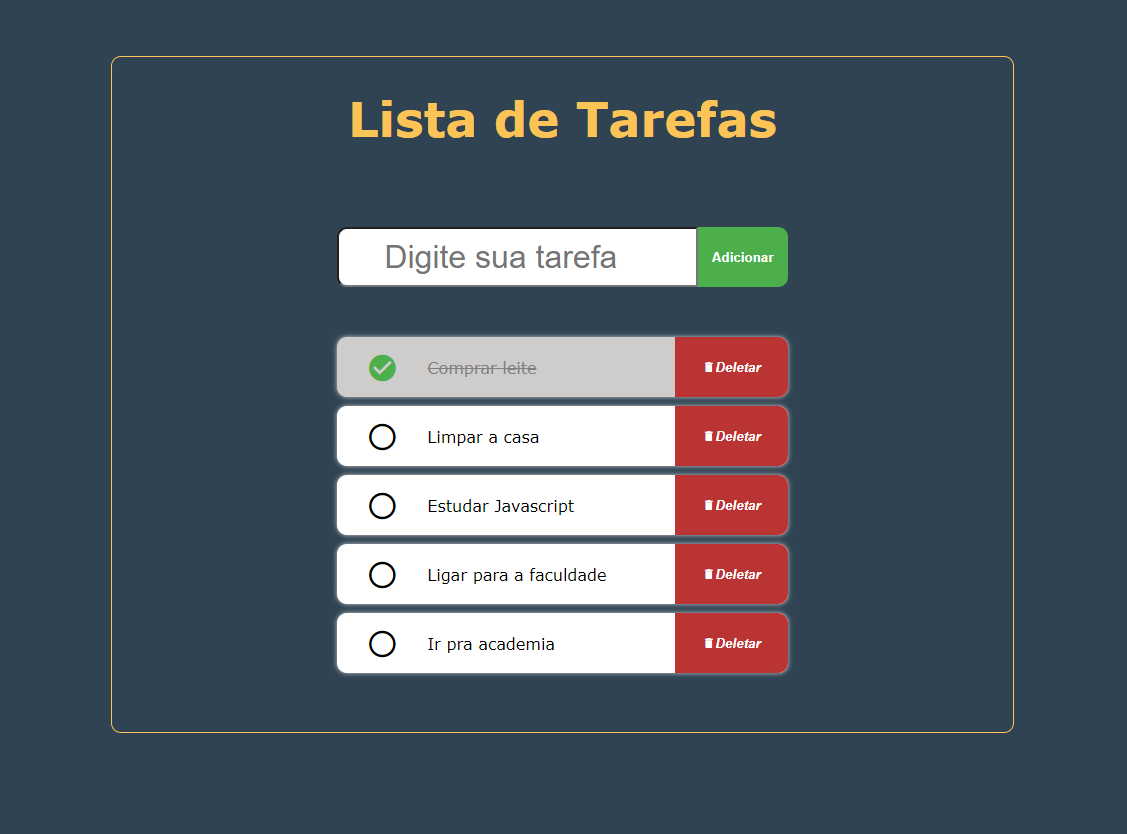 Lista de Tarefas
Digite sua tarefa
Adicionar
Comprar leite
Deletar
Limpar a casa
Deletar
Estudar Javascript
Deletar
Ligar para a faculdade
Deletar
Ir pra academia
Deletar